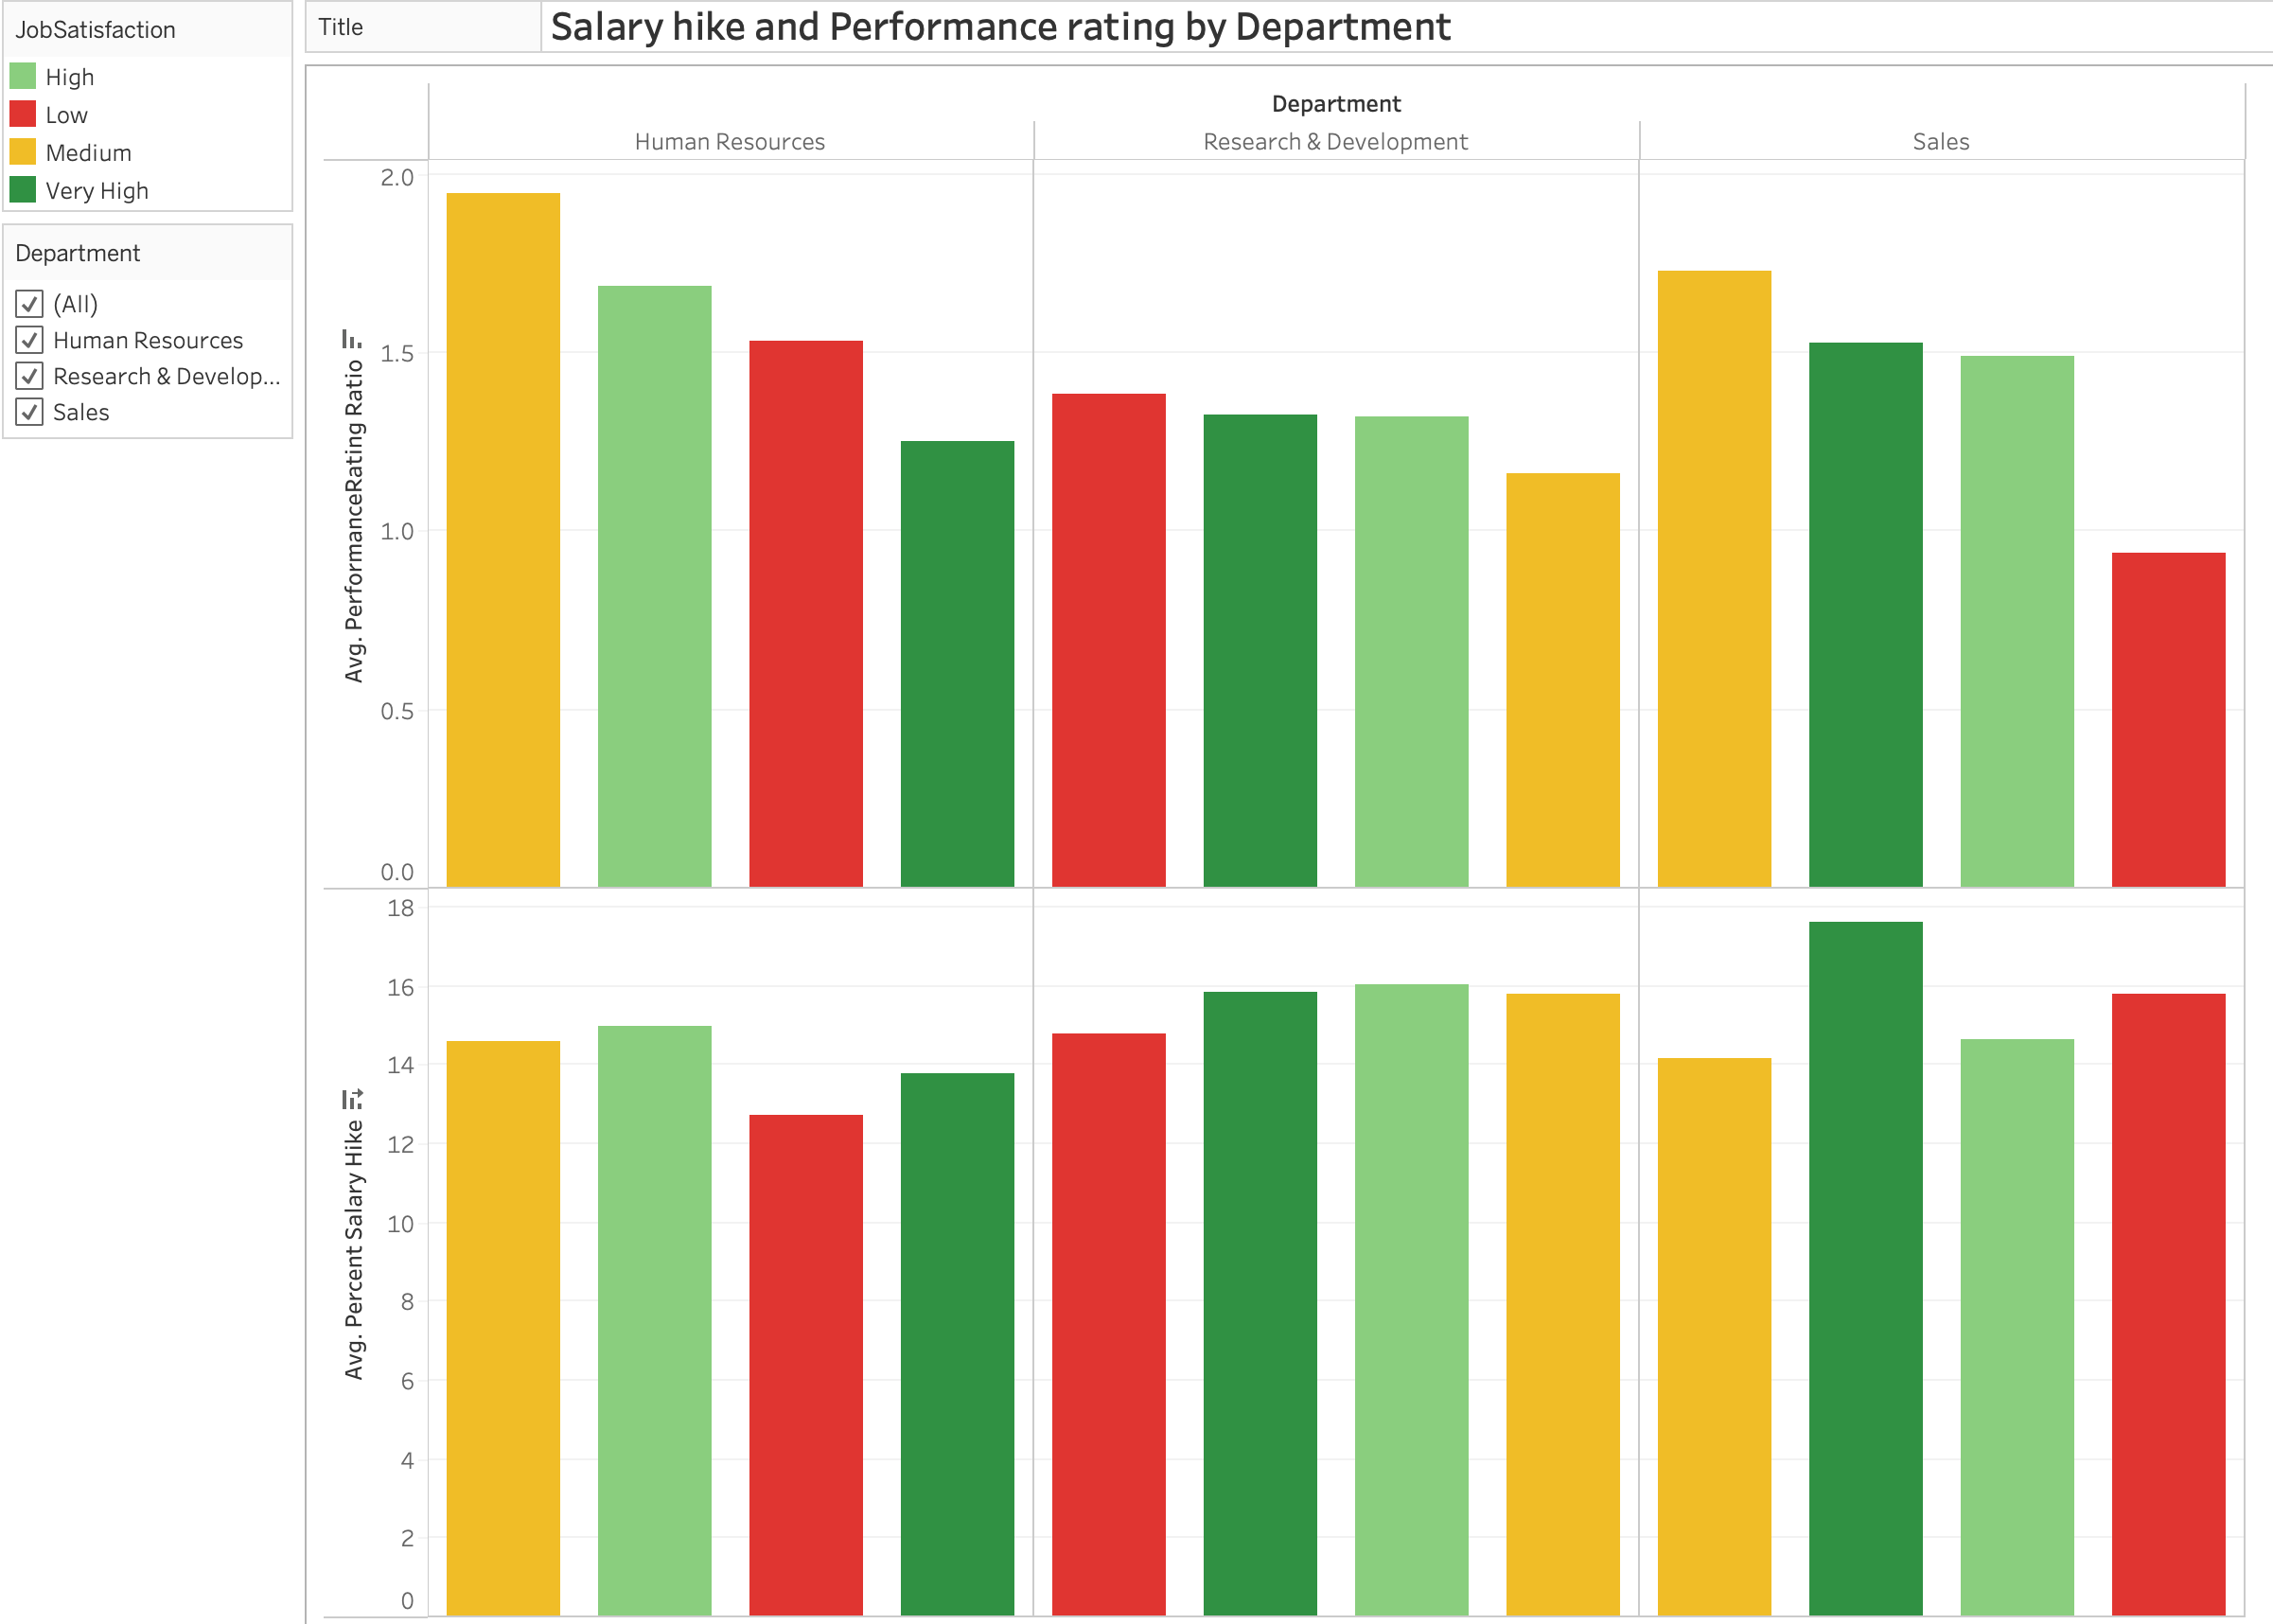 JobSatisfaction
High
Low
Medium
Very High
Department
(All)
Human Resources
Research & Develop...
Sales
Title
Salary hike and Performance rating by Department
Department
Human Resources
Research & Development
Sales
Avg. PerformanceRating Ratio
2.0
1.5
1.0
0.5
0.0
Avg. Percent Salary Hike
18
16
14
12
10
8
6
4
2
0